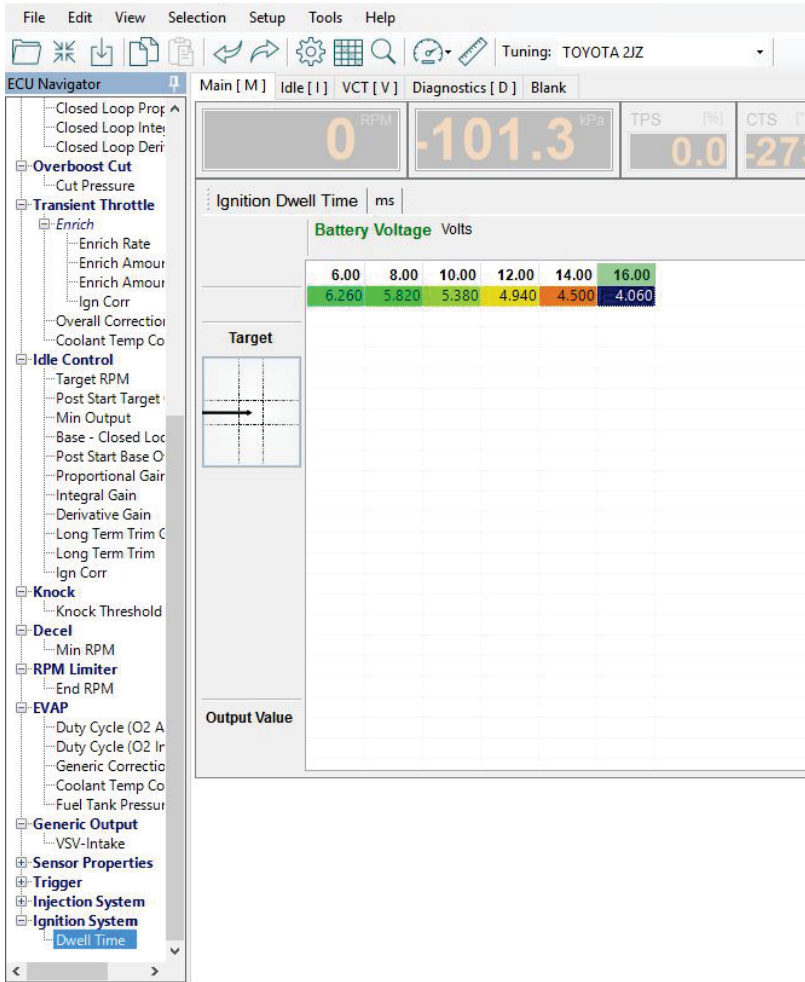 File Edit View Selection Setup Tools Help
Tuning: TOYOTA 2JZ
ECU Navigator
Closed Loop Prop
Closed Loop Integ
Closed Loop Deri
Overboost Cut
Cut Pressure
Transient Throttle
Enrich
Enrich Rate
Enrich Amour
Enrich Amour
Ign Corr
Overall Correction
Coolant Temp Co
Idle Control
Target RPM
Post Start Target
Min Output
Base - Closed Loc
Post Start Base O
Proportional Gair
Integral Gain
Derivative Gain
Long Term Trim G
Long Term Trim
Ign Corr
Knock
Knock Threshold
Decel
Min RPM
RPM Limiter
End RPM
EVAP
Duty Cycle (O2 A
Duty Cycle (O2 Ir
Generic Correctio
Coolant Temp Co
Fuel Tank Pressur
Generic Output
VSV-Intake
Sensor Properties
Trigger
Injection System
Ignition System
Dwell Time
Main [ M ] Idle [ I ] VCT [ V ] Diagnostics [ D ] Blank
0 RPM -101.3 kPa TPS [%] 0.0 CTS [° -273
Ignition Dwell Time ms
Battery Voltage Volts
6.00 8.00 10.00 12.00 14.00 16.00
6.260 5.820 5.380 4.940 4.500 4.060
Target
Output Value